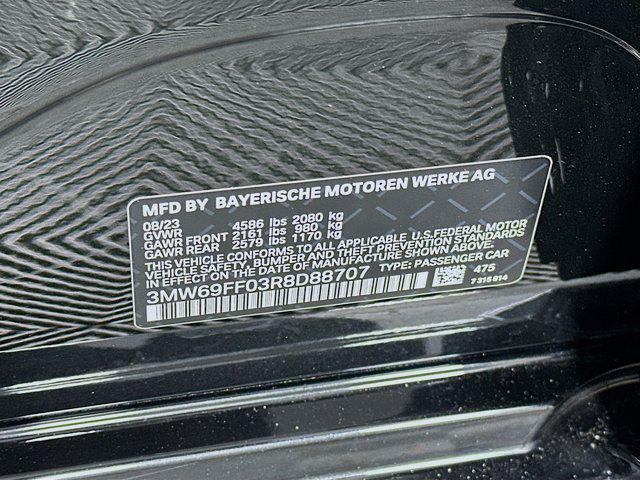 MFD BY BAYERISCHE MOTOREN WERKE AG
08/23
GVWR 4586 lbs 2080 kg
GAWR FRONT 2161 lbs 980 kg
GAWR REAR 2579 lbs 1170 kg
THIS VEHICLE CONFORMS TO ALL APPLICABLE U.S.FEDERAL MOTOR
VEHICLE SAFETY, BUMPER AND THEFT PREVENTION STANDARDS
IN EFFECT ON THE DATE OF MANUFACTURE SHOWN ABOVE.
3MW69FF03R8D88707 TYPE: PASSENGER CAR
475
7 315 814